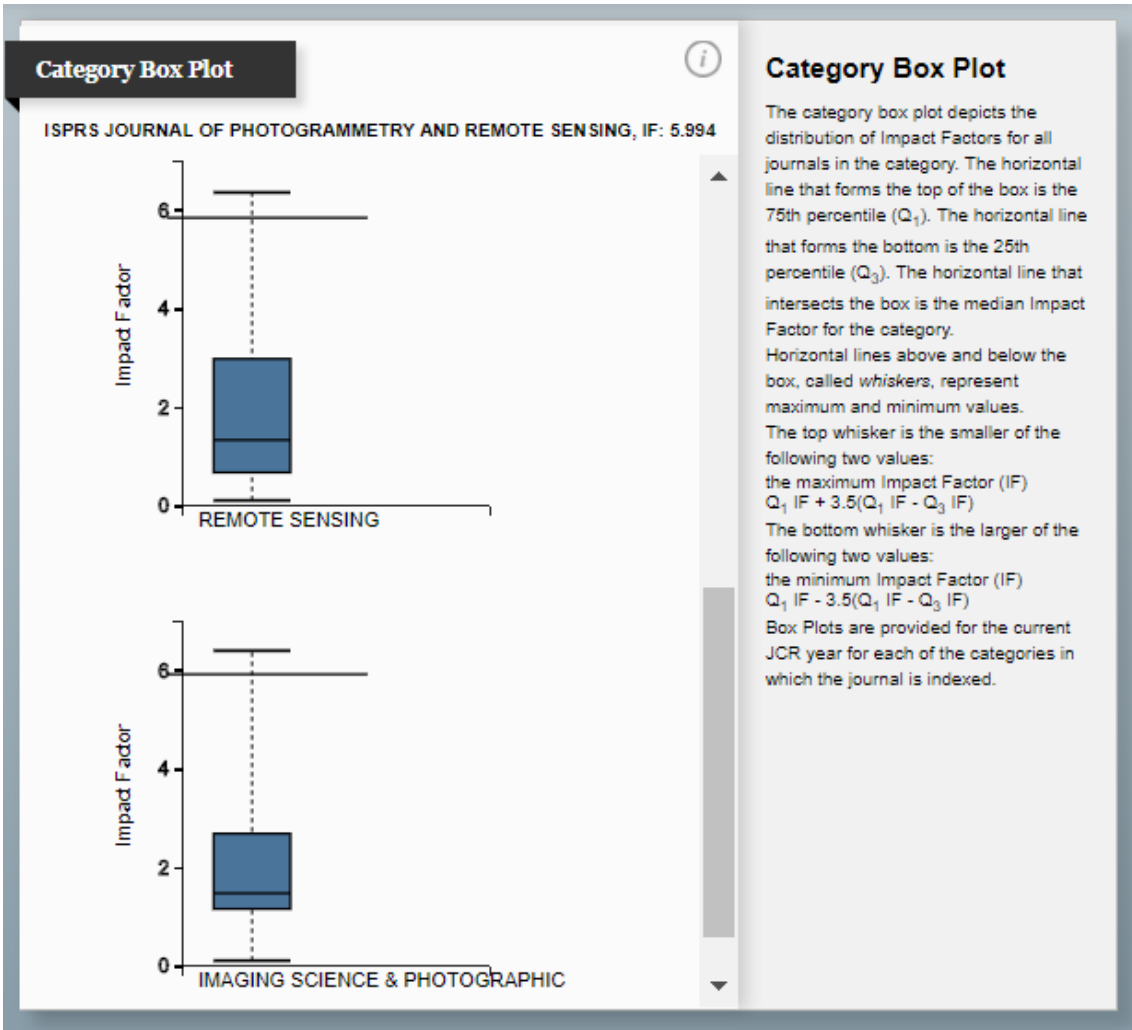 Category Box Plot
i
ISPRS JOURNAL OF PHOTOGRAMMETRY AND REMOTE SENSING, IF: 5.994
6
4
2
0
Impact Factor
REMOTE SENSING
6
4
2
0
Impact Factor
IMAGING SCIENCE & PHOTOGRAPHIC
Category Box Plot
The category box plot depicts the
distribution of Impact Factors for all
journals in the category. The horizontal
line that forms the top of the box is the
75th percentile (Q₁). The horizontal line
that forms the bottom is the 25th
percentile (Q₃). The horizontal line that
intersects the box is the median Impact
Factor for the category.
Horizontal lines above and below the
box, called whiskers, represent
maximum and minimum values.
The top whisker is the smaller of the
following two values:
the maximum Impact Factor (IF)
Q₁ IF + 3.5(Q₁ IF - Q₃ IF)
The bottom whisker is the larger of the
following two values:
the minimum Impact Factor (IF)
Q₁ IF - 3.5(Q₁ IF - Q₃ IF)
Box Plots are provided for the current
JCR year for each of the categories in
which the journal is indexed.